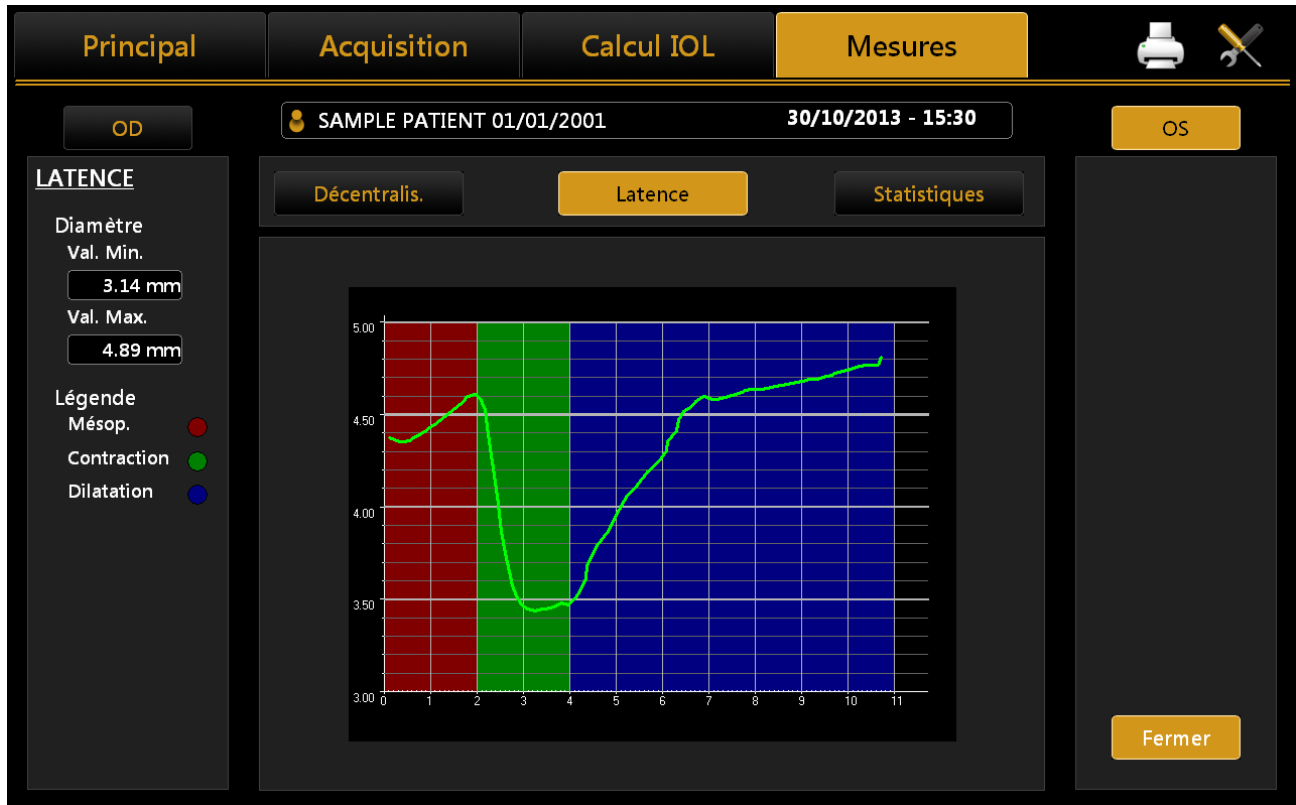 Principal Acquisition Calcul IOL Mesures
OD
SAMPLE PATIENT 01/01/2001 30/10/2013 - 15:30
OS
LATENCE
Diamètre
Val. Min.
3.14 mm
Val. Max.
4.89 mm
Légende
Mésop.
Contraction
Dilatation
Décentralis. Latence Statistiques
5.00
4.50
4.00
3.50
3.00
0 1 2 3 4 5 6 7 8 9 10 11
Fermer